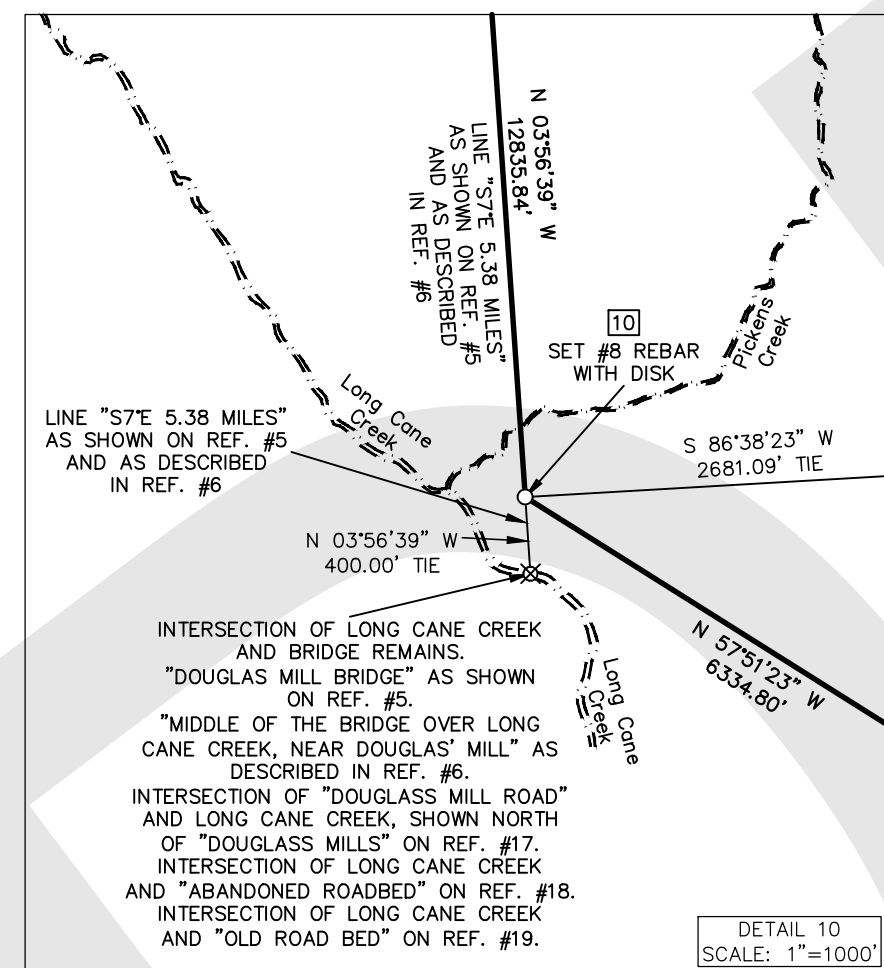 N 03°56'39" W
12835.84'
LINE "S7°E 5.38 MILES"
AS SHOWN ON REF. #5
AND AS DESCRIBED
IN REF. #6
10
SET #8 REBAR
WITH DISK
Pickens
Creek
Long Cane
Creek
LINE "S7°E 5.38 MILES"
AS SHOWN ON REF. #5
AND AS DESCRIBED
IN REF. #6
S 86°38'23" W
2681.09' TIE
N 03°56'39" W
400.00' TIE
N 57°51'23" W
6334.80'
Long Cane
Creek
INTERSECTION OF LONG CANE CREEK
AND BRIDGE REMAINS.
"DOUGLAS MILL BRIDGE" AS SHOWN
ON REF. #5.
"MIDDLE OF THE BRIDGE OVER LONG
CANE CREEK, NEAR DOUGLAS' MILL" AS
DESCRIBED IN REF. #6.
INTERSECTION OF "DOUGLASS MILL ROAD"
AND LONG CANE CREEK, SHOWN NORTH
OF "DOUGLASS MILLS" ON REF. #17.
INTERSECTION OF LONG CANE CREEK
AND "ABANDONED ROADBED" ON REF. #18.
INTERSECTION OF LONG CANE CREEK
AND "OLD ROAD BED" ON REF. #19.
DETAIL 10
SCALE: 1"=1000'